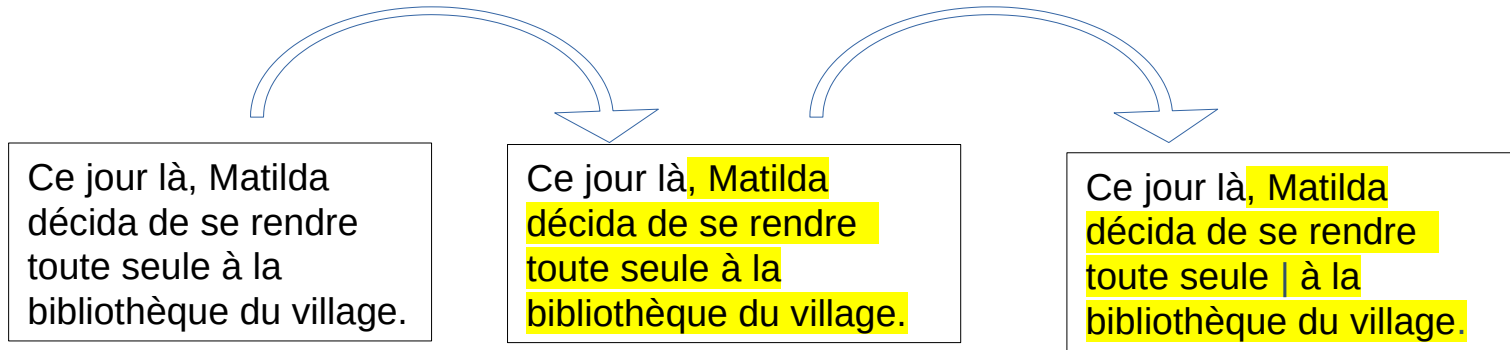 Ce jour là, Matilda
décida de se rendre
toute seule à la
bibliothèque du village.
Ce jour là, Matilda
décida de se rendre
toute seule à la
bibliothèque du village.
Ce jour là, Matilda
décida de se rendre
toute seule | à la
bibliothèque du village.